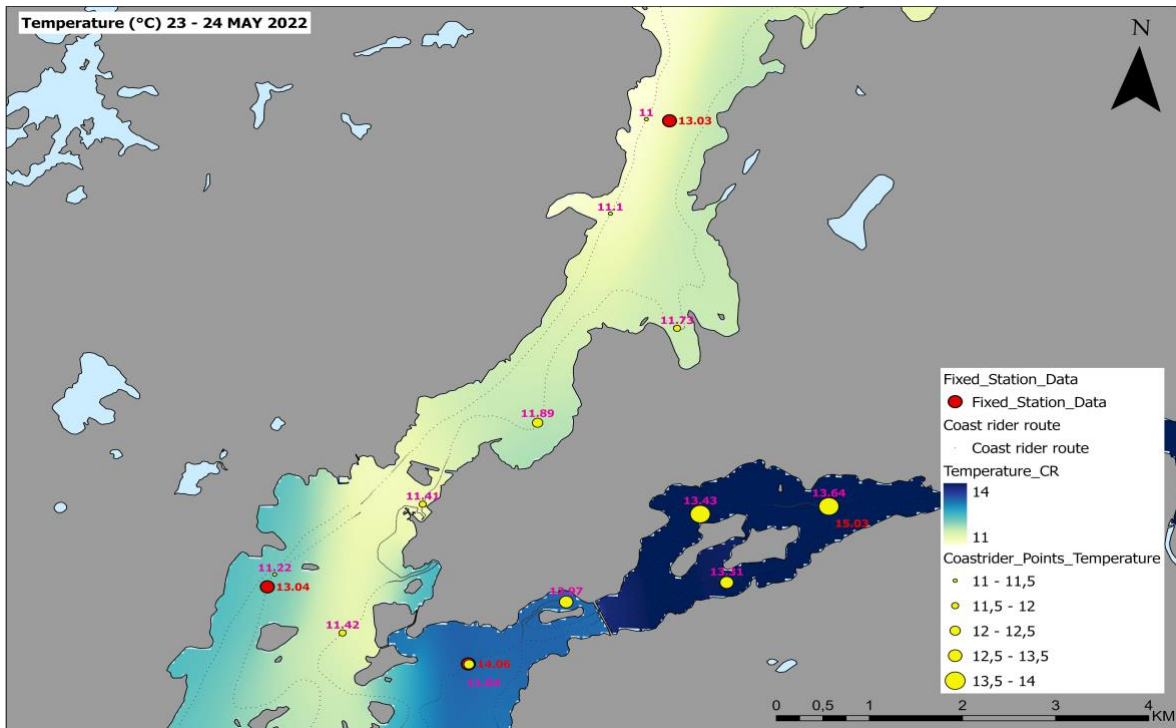 Temperature (°C) 23 - 24 MAY 2022
N
11
13.03
11.1
11.73
11.89
11.41
13.43
13.64
15.03
11.22
13.04
13.31
11.42
14.06
Fixed_Station_Data
Fixed_Station_Data
Coast rider route
Coast rider route
Temperature_CR
14
11
Coastrider_Points_Temperature
11 - 11,5
11,5 - 12
12 - 12,5
12,5 - 13,5
13,5 - 14
0 0,5 1 2 3 4
KM